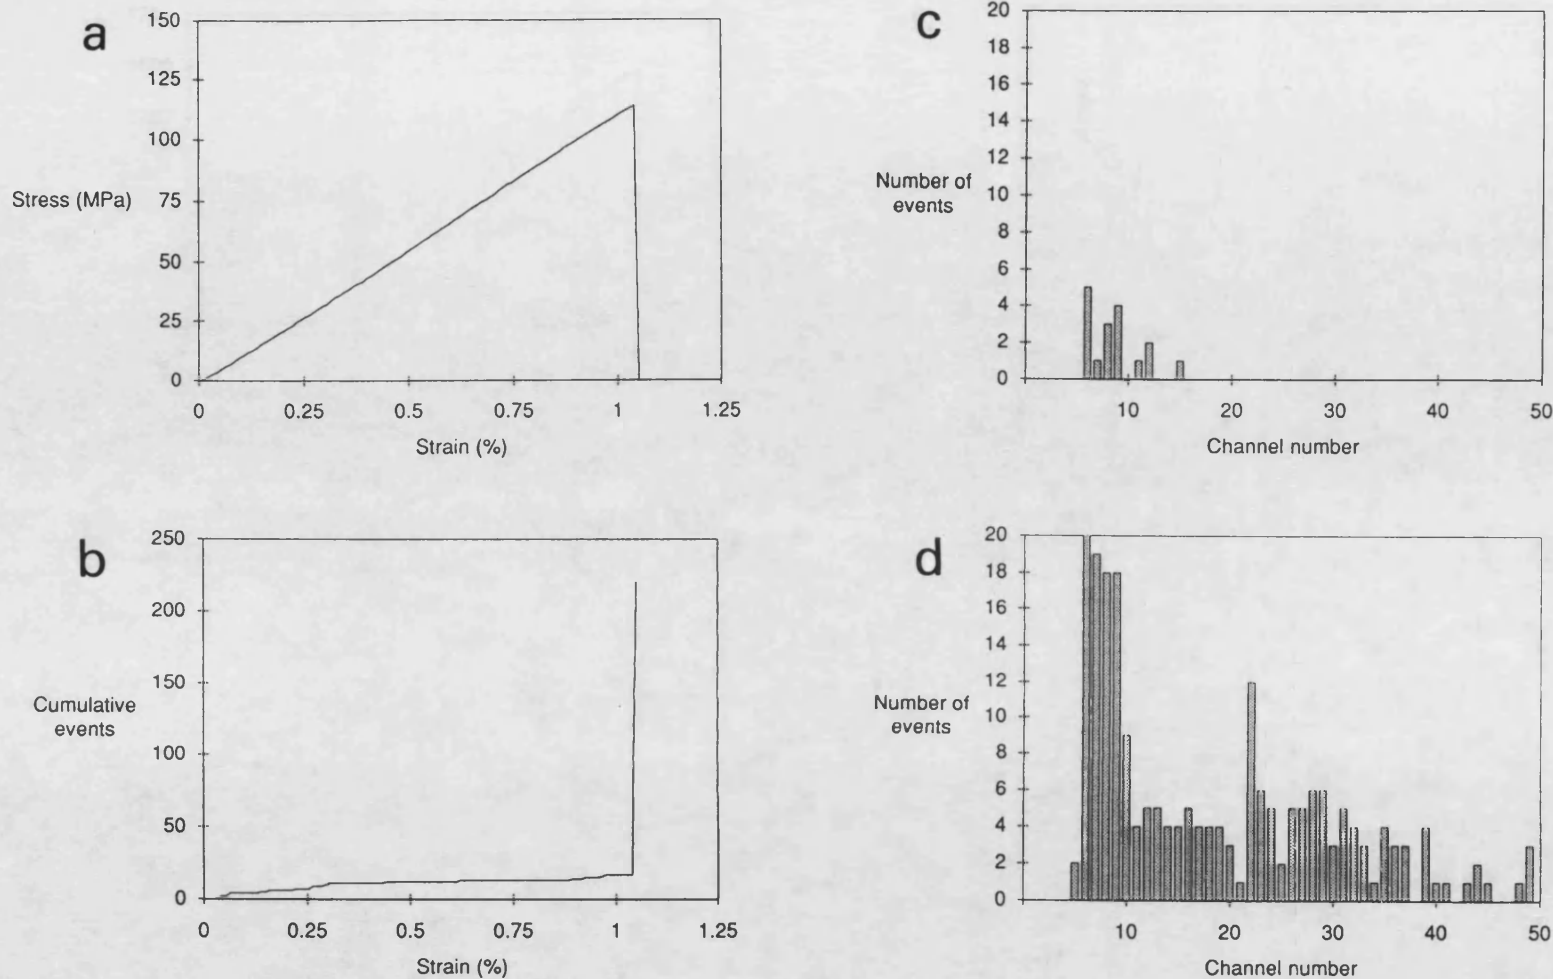 a
150
125
100
Stress (MPa)
75
50
25
0
0 0.25 0.5 0.75 1 1.25
Strain (%)
c
20
18
16
14
12
Number of
events
10
8
6
4
2
0
10 20 30 40 50
Channel number
b
250
200
150
Cumulative
events
100
50
0
0 0.25 0.5 0.75 1 1.25
Strain (%)
d
20
18
16
14
12
Number of
events
10
8
6
4
2
0
10 20 30 40 50
Channel number